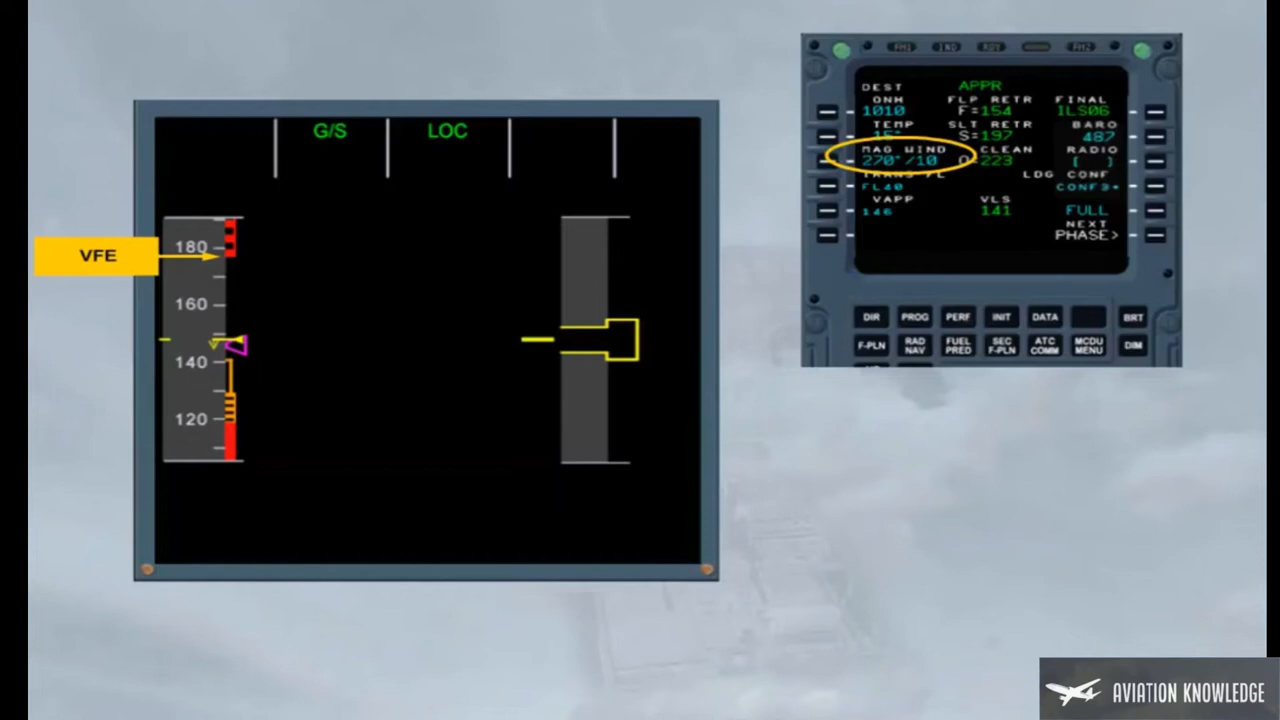 G/S LOC
VFE
180
160
140
120
DEST APPR
QNH FLP RETR FINAL
1010 F=154 ILS06
TEMP SLT RETR BARO
15° S=197 487
MAG WIND CLEAN RADIO
270°/10 O=223 [ ]
TRANS FL LDG CONF
FL40 CONF3*
VAPP VLS
146 141 FULL
NEXT
PHASE>
DIR PROG PERF INIT DATA BRT
F-PLN RAD NAV FUEL PRED SEC F-PLN ATC COMM MCDU MENU DIM
AVIATION KNOWLEDGE